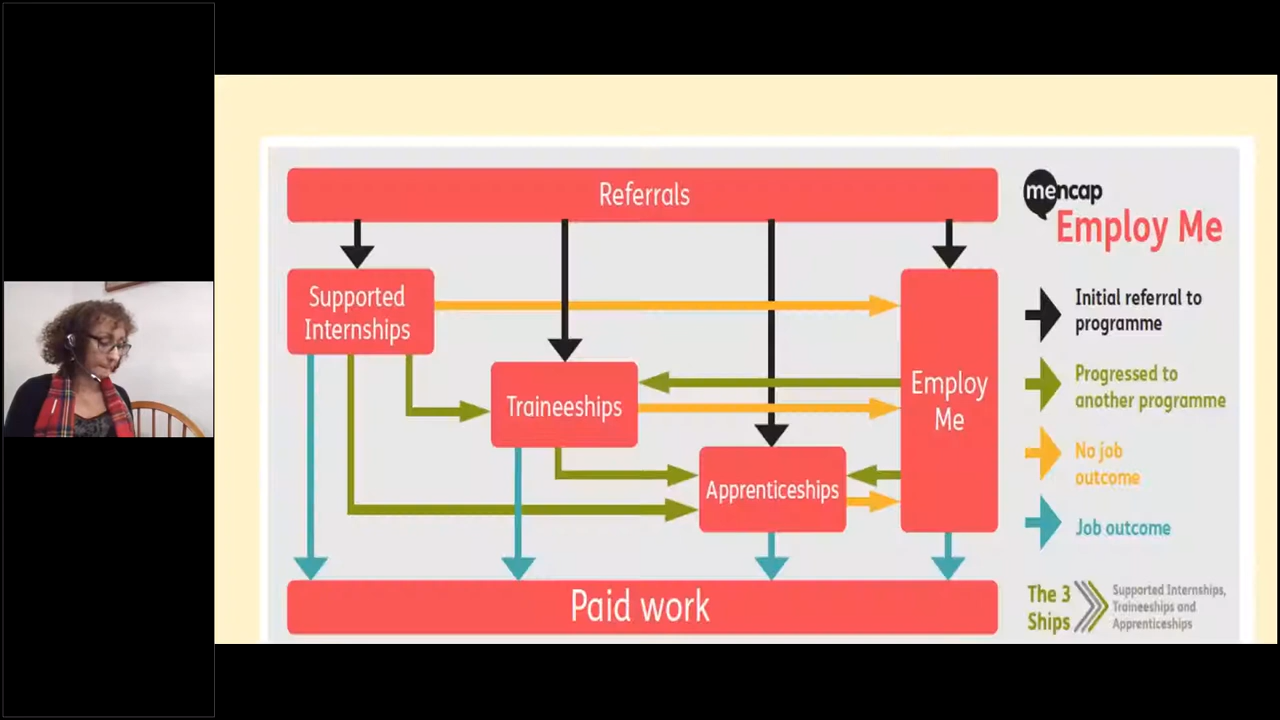 Referrals
mencap
Employ Me
Supported
Internships
Traineeships
Apprenticeships
Employ
Me
Paid work
Initial referral to
programme
Progressed to
another programme
No job
outcome
Job outcome
The 3
Ships
Supported Internships,
Traineeships and
Apprenticeships